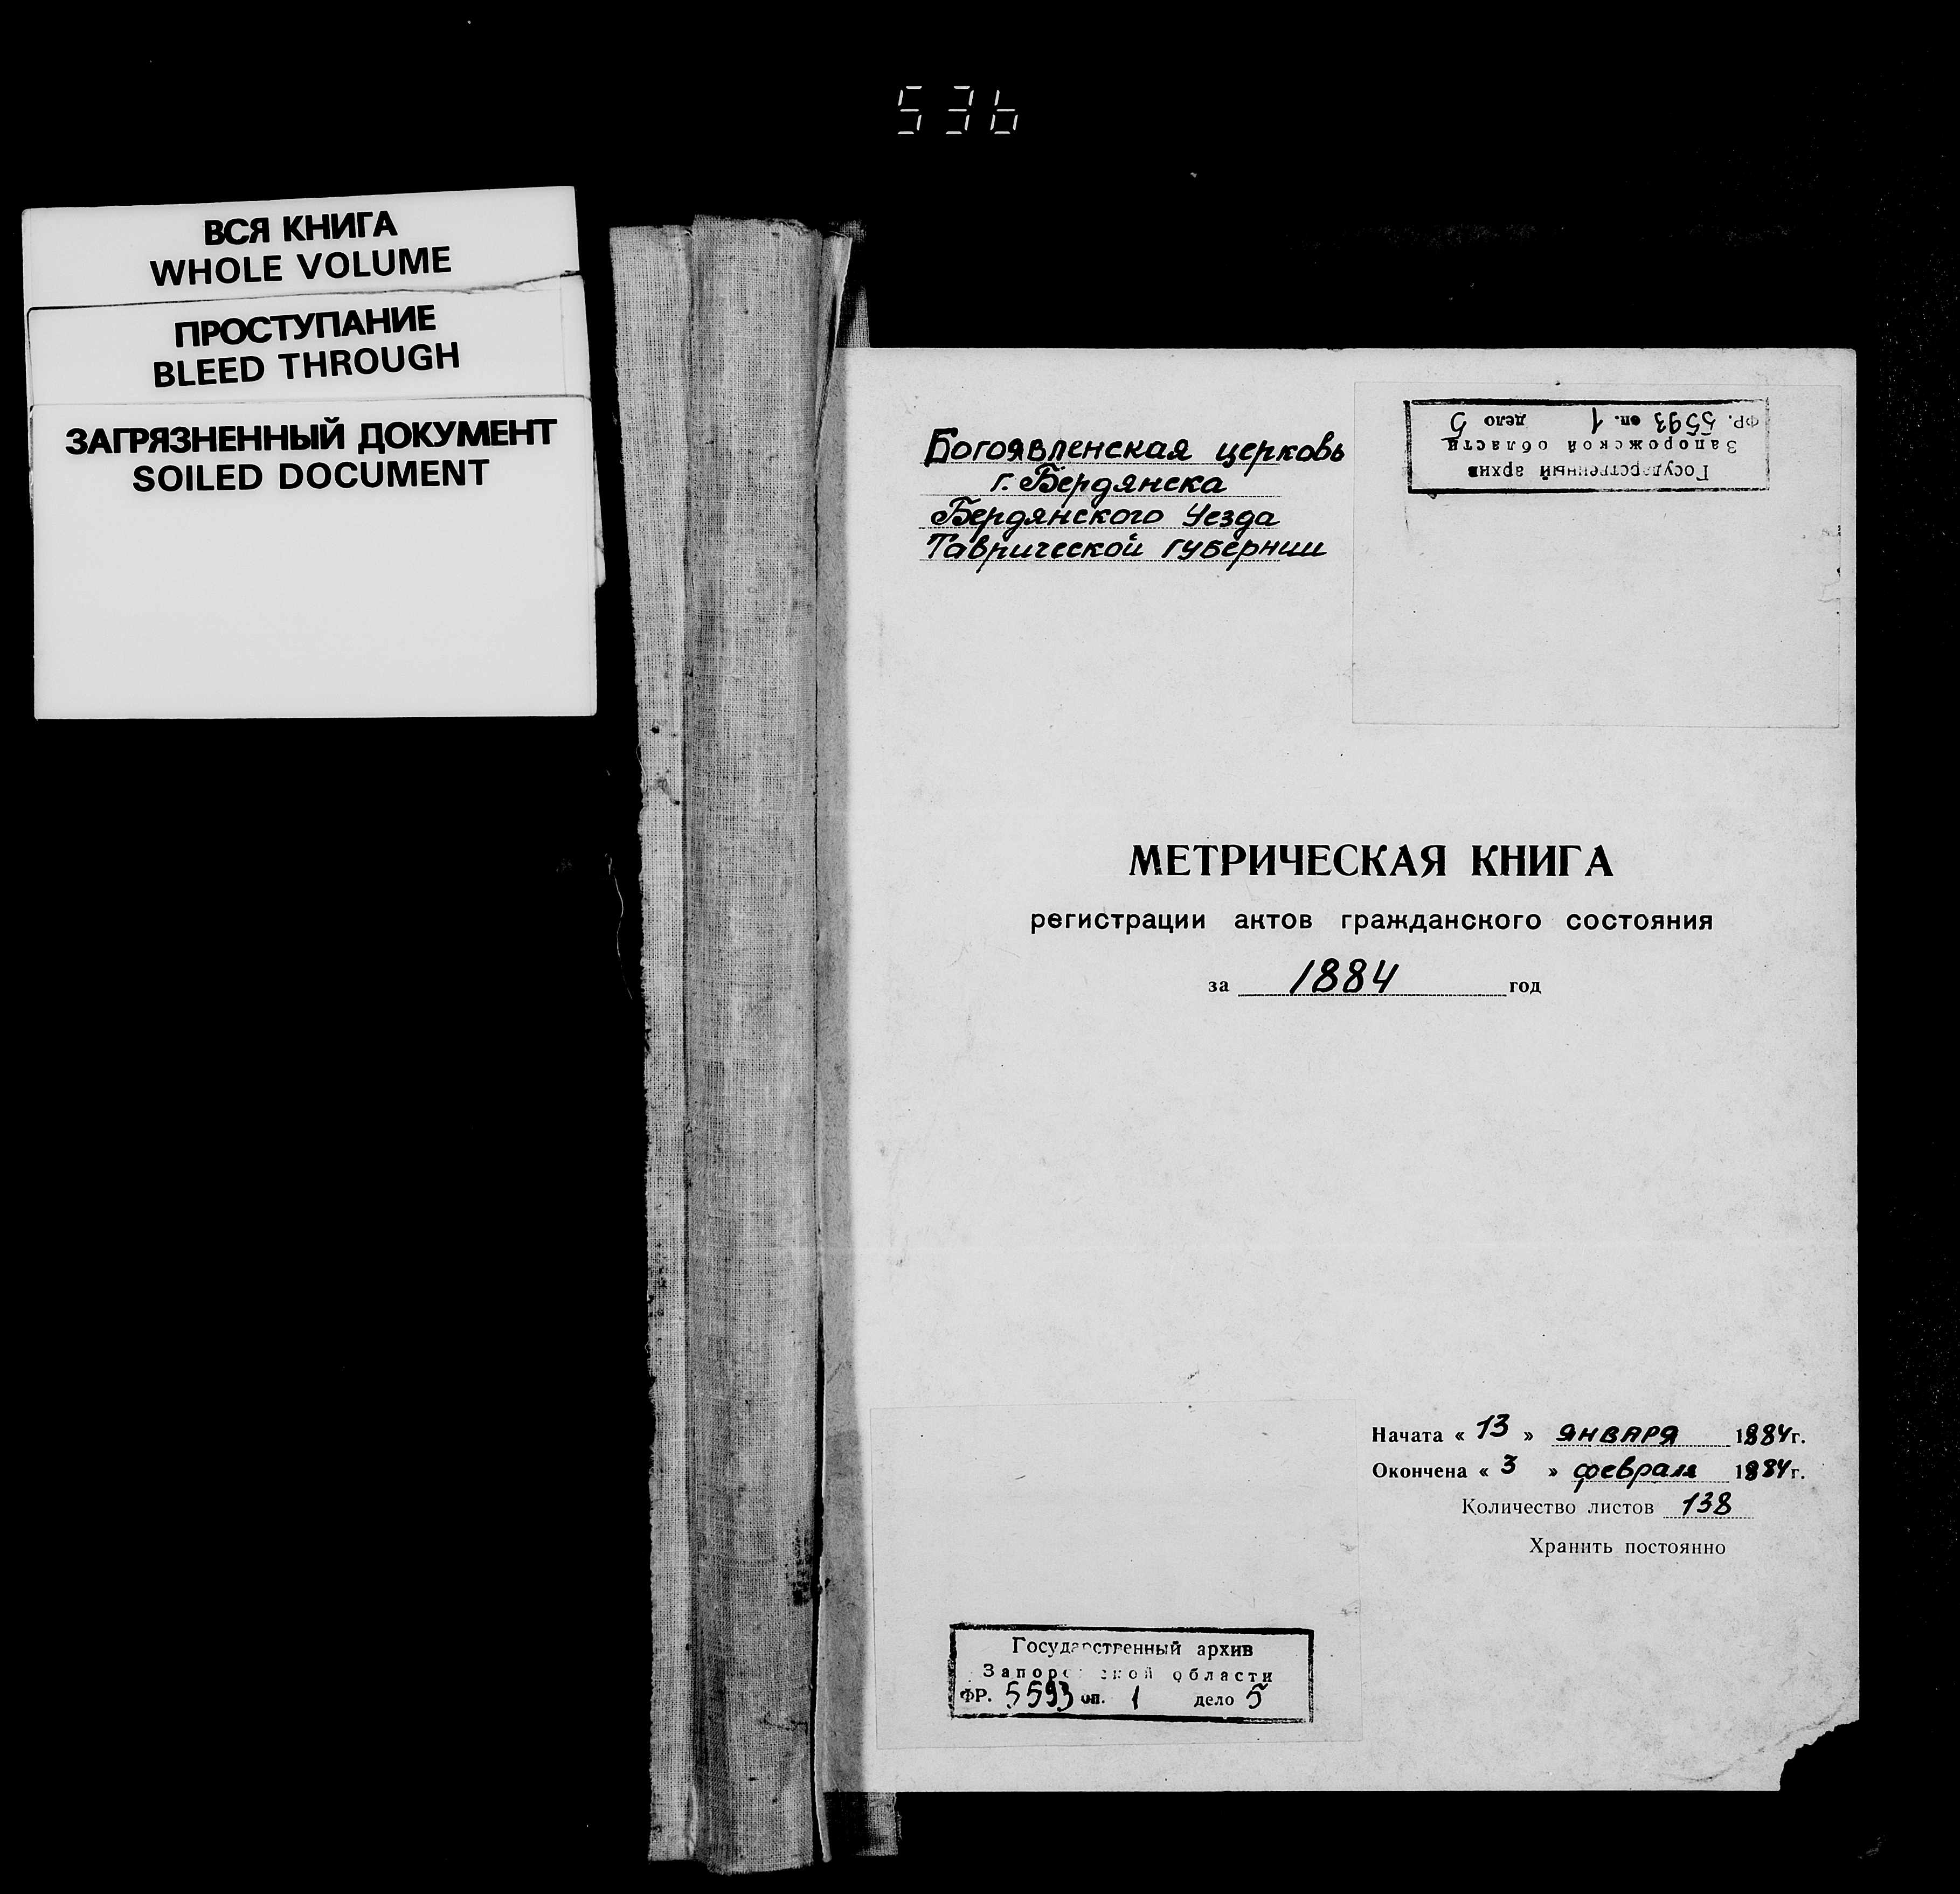 536
ВСЯ КНИГА
WHOLE VOLUME
ПРОСТУПАНИЕ
BLEED THROUGH
ЗАГРЯЗНЕННЫЙ ДОКУМЕНТ
SOILED DOCUMENT
Богоявленская церковь
г. Бердянска
Бердянского Уезда
Таврической губернии
Государственный архив
Запорожской области
ФР. 5593 оп. 1 дело 5
МЕТРИЧЕСКАЯ КНИГА
регистрации актов гражданского состояния
за 1884 год
Начата « 13 » января 1884г.
Окончена « 3 » февраля 1884г.
Количество листов 138
Хранить постоянно
Государственный архив
Запорожской области
ФР. 5593 оп. 1 дело 5